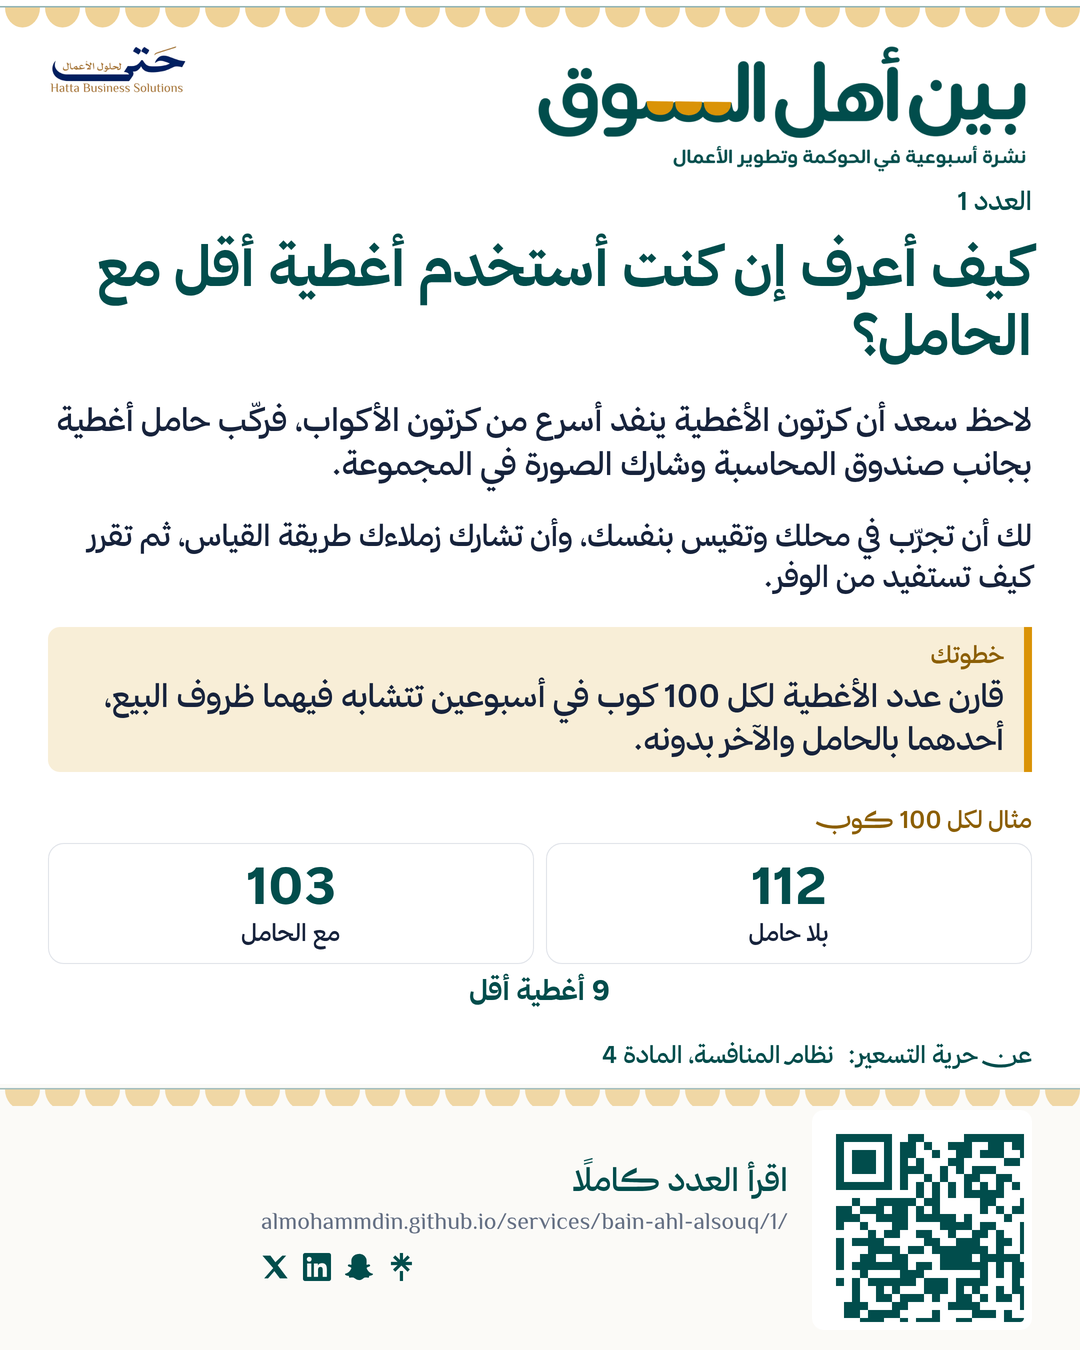 حتى لحلول الأعمال
Hatta Business Solutions
بين أهل السوق
نشرة أسبوعية في الحوكمة وتطوير الأعمال
العدد 1
كيف أعرف إن كنت أستخدم أغطية أقل مع
الحامل؟
لاحظ سعد أن كرتون الأغطية ينفد أسرع من كرتون الأكواب، فركّب حامل أغطية
بجانب صندوق المحاسبة وشارك الصورة في المجموعة.
لك أن تجرّب في محلك وتقيس بنفسك، وأن تشارك زملاءك طريقة القياس، ثم تقرر
كيف تستفيد من الوفر.
خطوتك
قارن عدد الأغطية لكل 100 كوب في أسبوعين تتشابه فيهما ظروف البيع،
أحدهما بالحامل والآخر بدونه.
مثال لكل 100 كوب
112
بلا حامل
103
مع الحامل
9 أغطية أقل
عن حرية التسعير: نظام المنافسة، المادة 4
اقرأ العدد كاملًا
almohammdin.github.io/services/bain-ahl-alsouq/1/